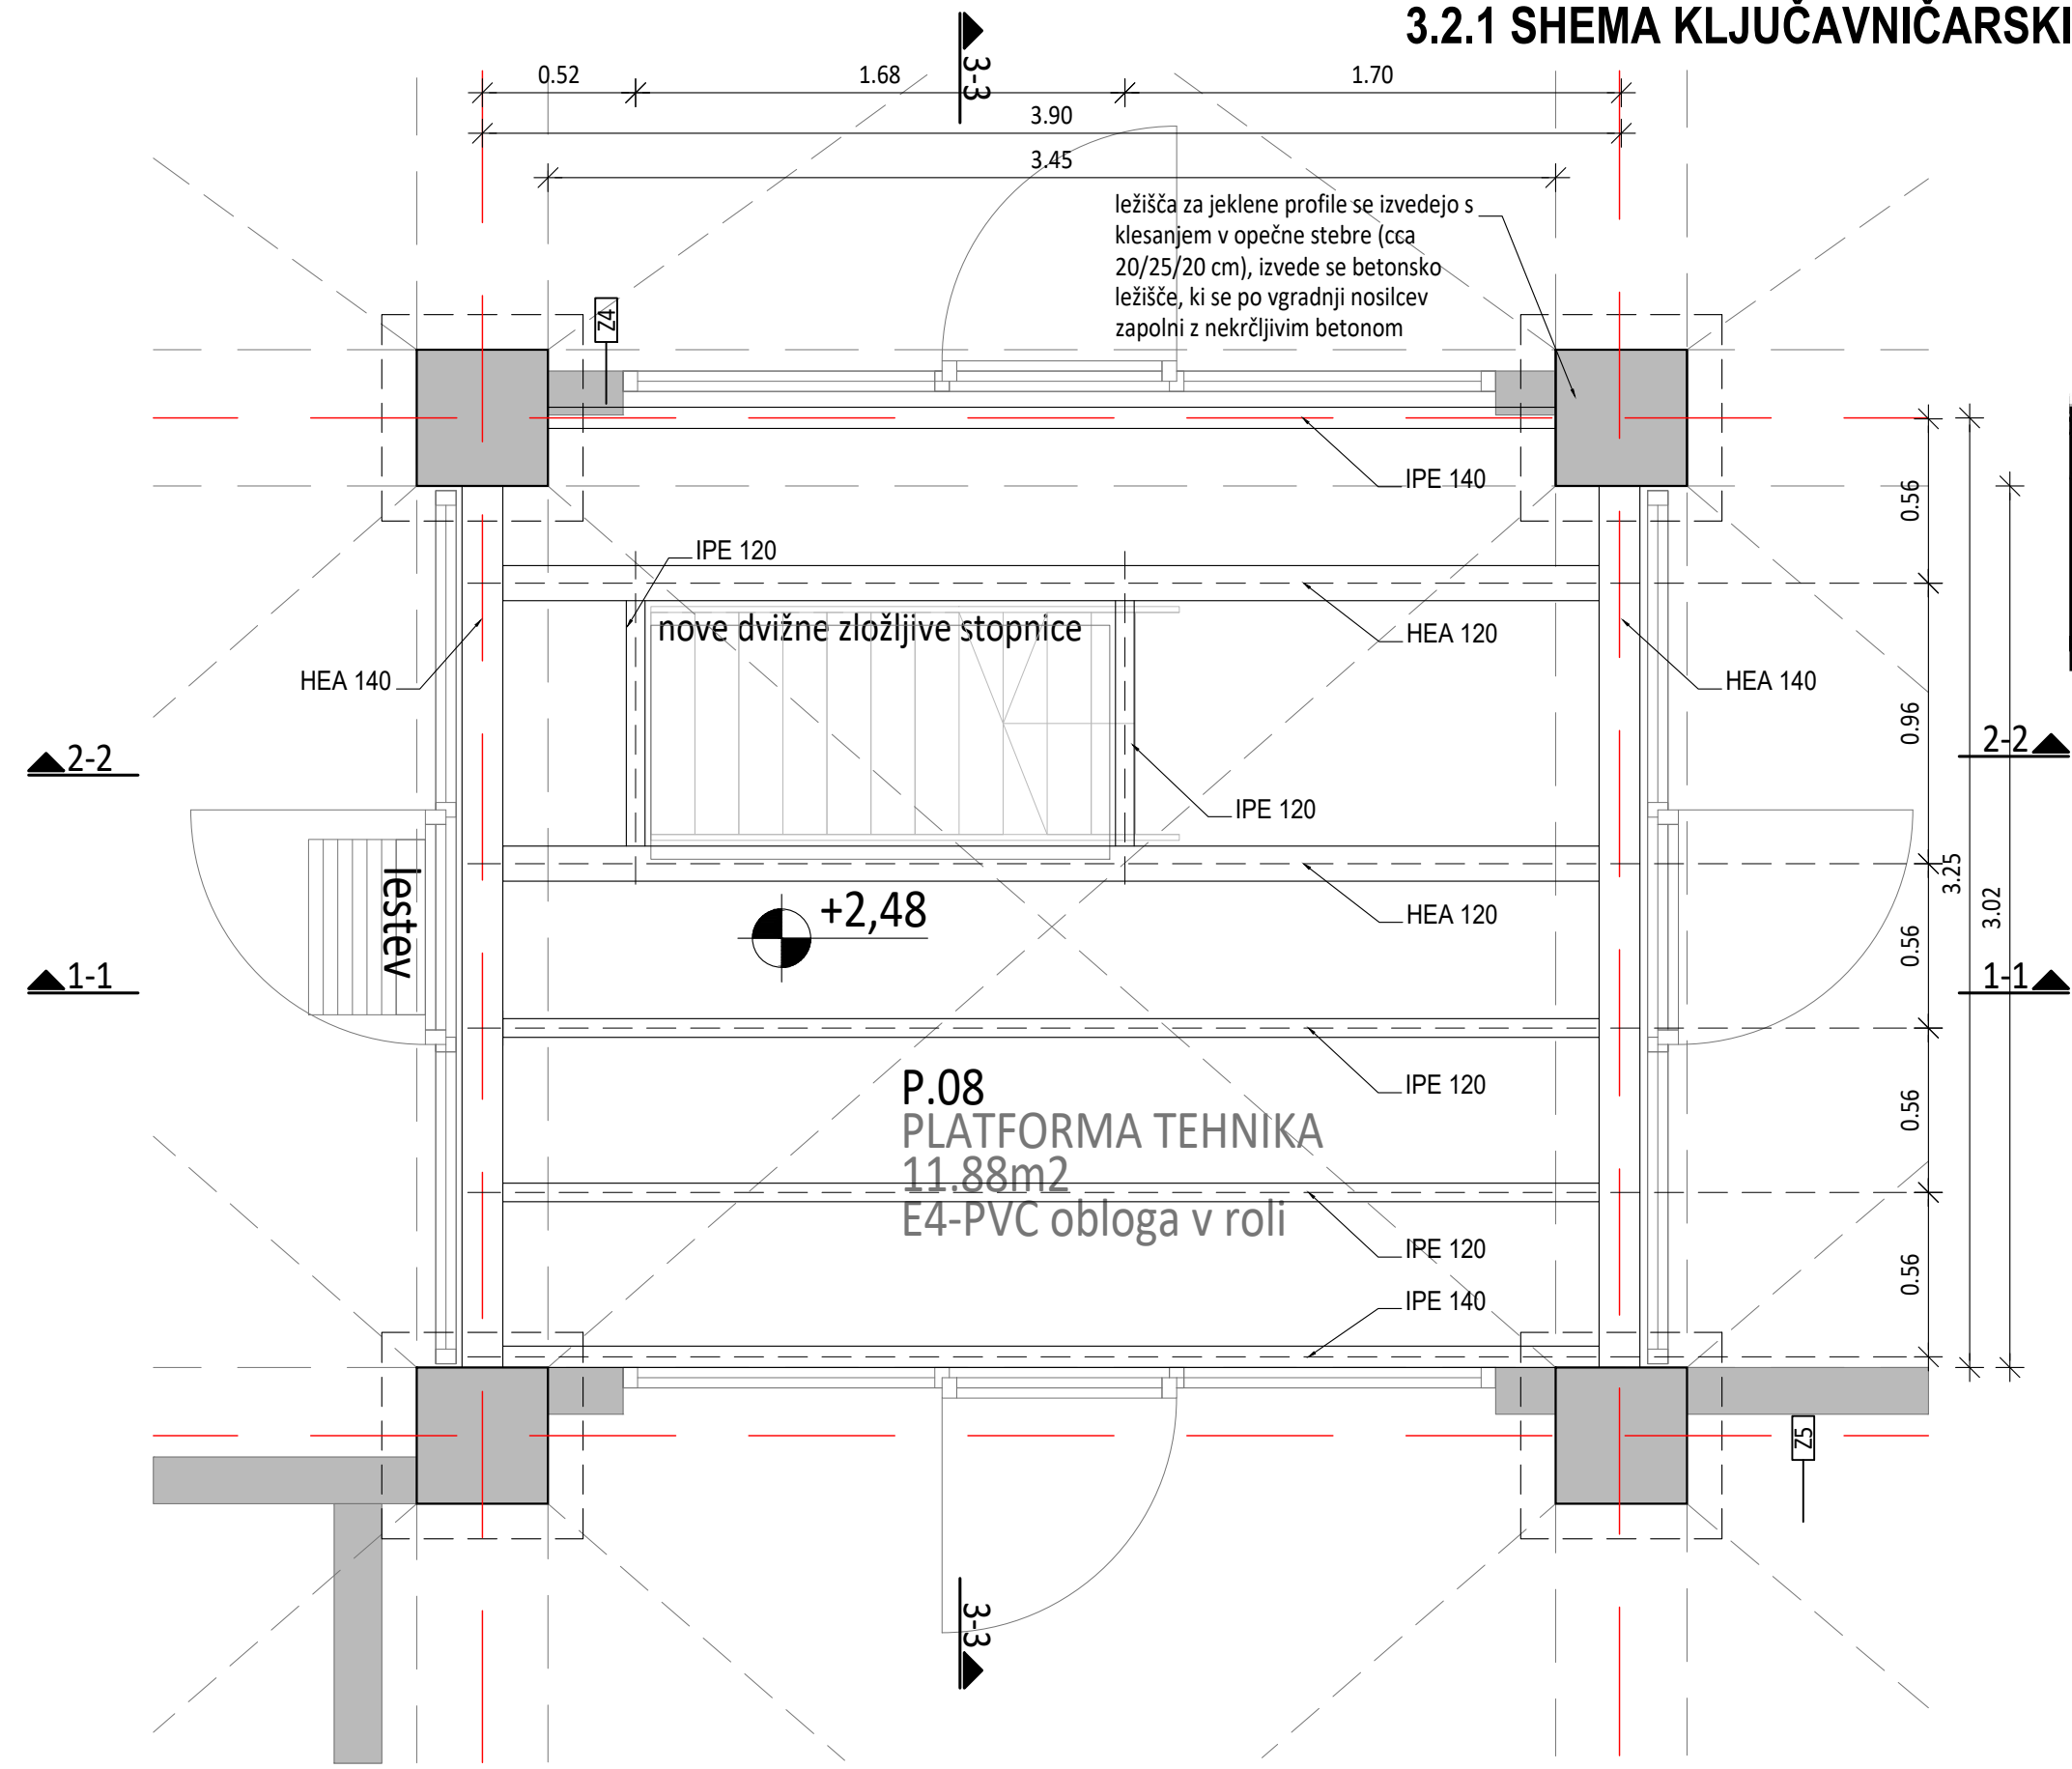 3.2.1 SHEMA KLJUČAVNIČARSKI
3-3
0.52
1.68
1.70
3.90
3.45
ležišča za jeklene profile se izvedejo s
klesanjem v opečne stebre (cca
20/25/20 cm), izvede se betonsko
ležišče, ki se po vgradnji nosilcev
zapolni z nekrčljivim betonom
Z4
IPE 140
0.56
IPE 120
nove dvižne zložljive stopnice
HEA 120
HEA 140
HEA 140
0.96
2-2
2-2
IPE 120
3.25
lestev
+2,48
HEA 120
3.02
0.56
1-1
1-1
P.08
IPE 120
0.56
PLATFORMA TEHNIKA
11.88m2
E4-PVC obloga v roli
IPE 120
0.56
IPE 140
Z5
3-3